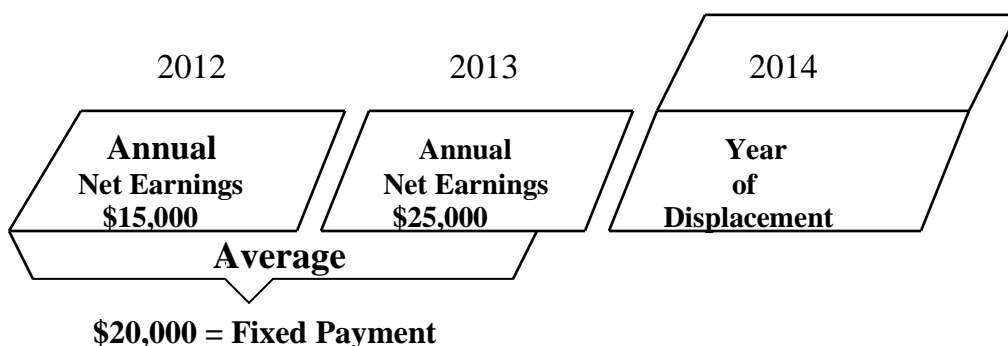 2012 2013 2014
Annual
Net Earnings
$15,000
Annual
Net Earnings
$25,000
Year
of
Displacement
Average
$20,000 = Fixed Payment